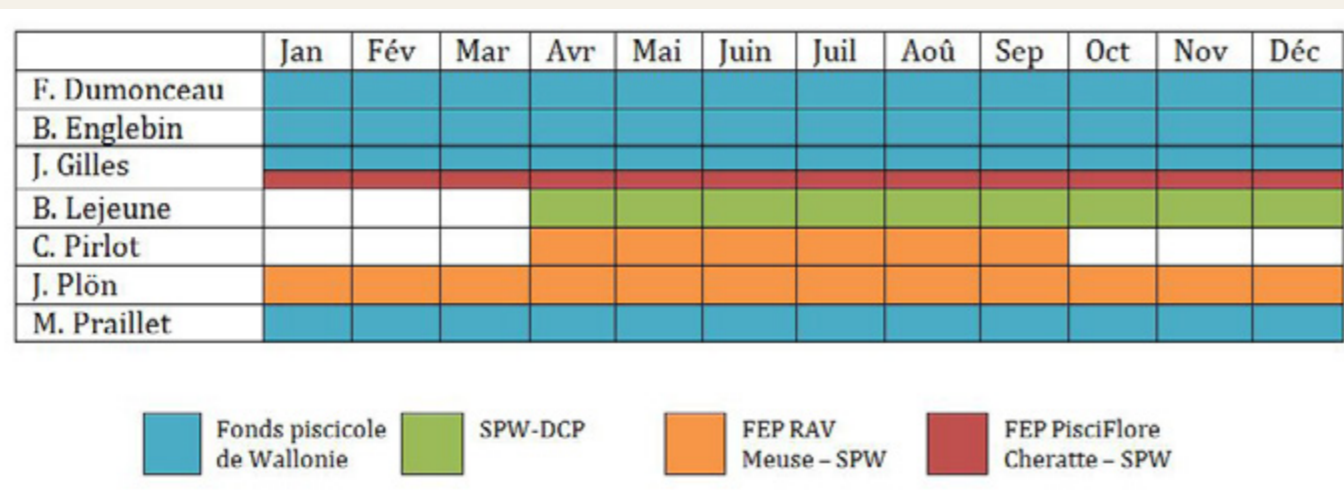 Jan Fév Mar Avr Mai Juin Juil Aoû Sep Oct Nov Déc
F. Dumonceau
B. Englebin
J. Gilles
B. Lejeune
C. Pirlot
J. Plön
M. Praillet
Fonds piscicole
de Wallonie
SPW-DCP
FEP RAV
Meuse – SPW
FEP PisciFlore
Cheratte – SPW